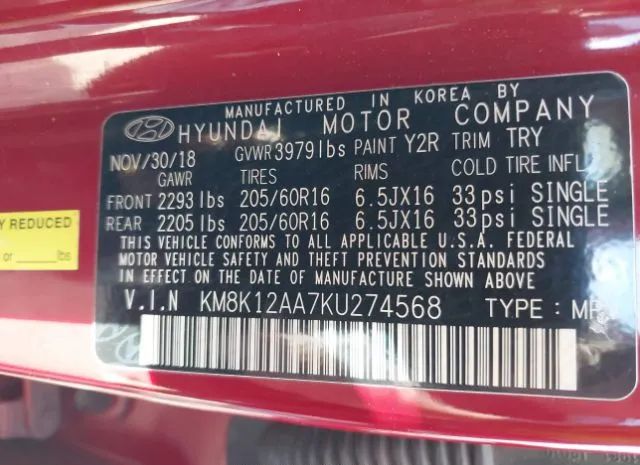 MANUFACTURED IN KOREA BY
HYUNDAI MOTOR COMPANY
NOV/30/18 GVWR 3979 lbs PAINT Y2R TRIM TRY
GAWR TIRES RIMS COLD TIRE INFL
FRONT 2293 lbs 205/60R16 6.5JX16 33 psi SINGLE
REAR 2205 lbs 205/60R16 6.5JX16 33 psi SINGLE
THIS VEHICLE CONFORMS TO ALL APPLICABLE U.S.A. FEDERAL
MOTOR VEHICLE SAFETY AND THEFT PREVENTION STANDARDS
IN EFFECT ON THE DATE OF MANUFACTURE SHOWN ABOVE
V.I.N KM8K12AA7KU274568 TYPE : MP
REDUCED
or lbs